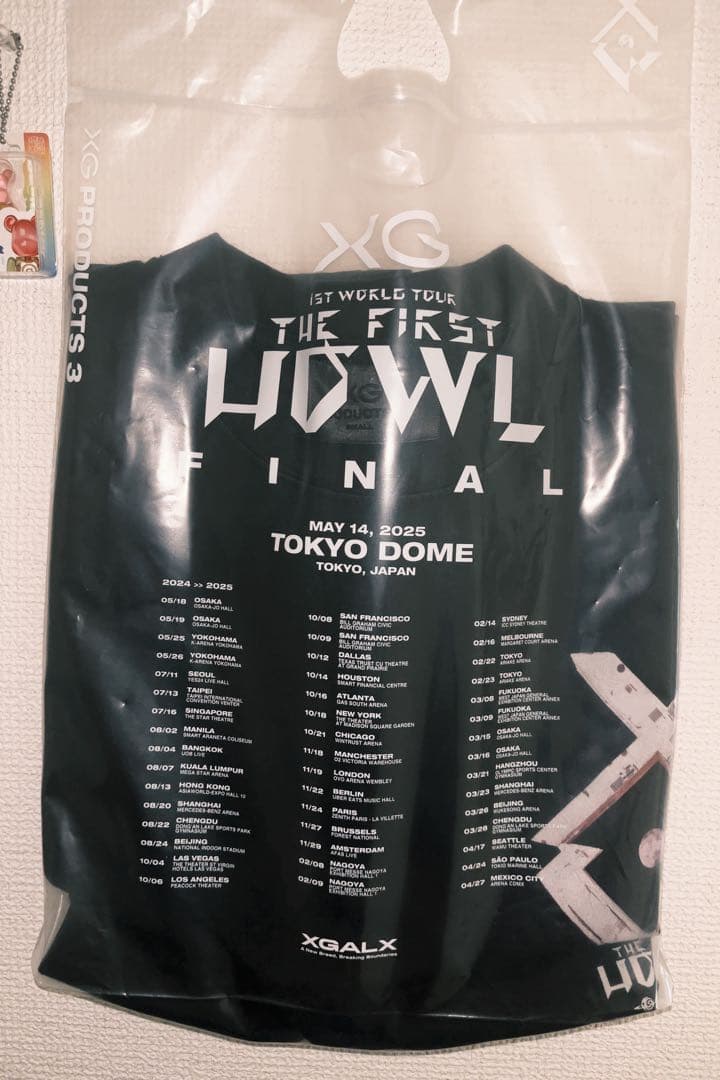 XG PRODUCTS 3
XG
1ST WORLD TOUR
THE FIRST
HOWL
FINAL
MAY 14, 2025
TOKYO DOME
TOKYO, JAPAN
2024 >> 2025
05/18 OSAKA
OSAKA-JO HALL
05/19 OSAKA
OSAKA-JO HALL
05/25 YOKOHAMA
K-ARENA YOKOHAMA
05/26 YOKOHAMA
K-ARENA YOKOHAMA
07/11 SEOUL
YES24 LIVE HALL
07/13 TAIPEI
TAIPEI INTERNATIONAL
CONVENTION CENTER
07/16 SINGAPORE
THE STAR THEATRE
08/02 MANILA
SMART ARANETA COLISEUM
08/04 BANGKOK
UOB LIVE
08/07 KUALA LUMPUR
MEGA STAR ARENA
08/13 HONG KONG
ASIAWORLD-EXPO HALL 10
08/20 SHANGHAI
MERCEDES-BENZ ARENA
08/22 CHENGDU
DONG'AN LAKE SPORTS PARK
GYMNASIUM
08/24 BEIJING
NATIONAL INDOOR STADIUM
10/04 LAS VEGAS
THE THEATER AT VIRGIN
HOTELS LAS VEGAS
10/06 LOS ANGELES
PEACOCK THEATER
10/08 SAN FRANCISCO
BILL GRAHAM CIVIC
AUDITORIUM
10/09 SAN FRANCISCO
BILL GRAHAM CIVIC
AUDITORIUM
10/12 DALLAS
TEXAS TRUST CU THEATRE
AT GRAND PRAIRIE
10/14 HOUSTON
SMART FINANCIAL CENTRE
10/16 ATLANTA
GAS SOUTH ARENA
10/18 NEW YORK
THE THEATER
AT MADISON SQUARE GARDEN
10/21 CHICAGO
WINTRUST ARENA
11/18 MANCHESTER
O2 VICTORIA WAREHOUSE
11/19 LONDON
OVO ARENA WEMBLEY
11/22 BERLIN
UBER EATS MUSIC HALL
11/24 PARIS
ZENITH PARIS - LA VILLETTE
11/27 BRUSSELS
FOREST NATIONAL
11/29 AMSTERDAM
AFAS LIVE
02/08 NAGOYA
PORT MESSE NAGOYA
EXHIBITION HALL 1
02/09 NAGOYA
PORT MESSE NAGOYA
EXHIBITION HALL 1
02/14 SYDNEY
ICC SYDNEY THEATRE
02/16 MELBOURNE
MARGARET COURT ARENA
02/22 TOKYO
ARIAKE ARENA
02/23 TOKYO
ARIAKE ARENA
03/08 FUKUOKA
WEST JAPAN GENERAL
EXHIBITION CENTER ANNEX
03/09 FUKUOKA
WEST JAPAN GENERAL
EXHIBITION CENTER ANNEX
03/15 OSAKA
OSAKA-JO HALL
03/16 OSAKA
OSAKA-JO HALL
03/21 HANGZHOU
OLYMPIC SPORTS CENTER
GYMNASIUM
03/23 SHANGHAI
MERCEDES-BENZ ARENA
03/26 BEIJING
WUKESONG ARENA
03/28 CHENGDU
DONG'AN LAKE SPORTS PARK
GYMNASIUM
04/17 SEATTLE
WAMU THEATER
04/24 SÃO PAULO
TOKIO MARINE HALL
04/27 MEXICO CITY
ARENA CDMX
XGALX
A New Breed, Breaking Boundaries
THE
HO
XG
PRODUCTS
SMALL